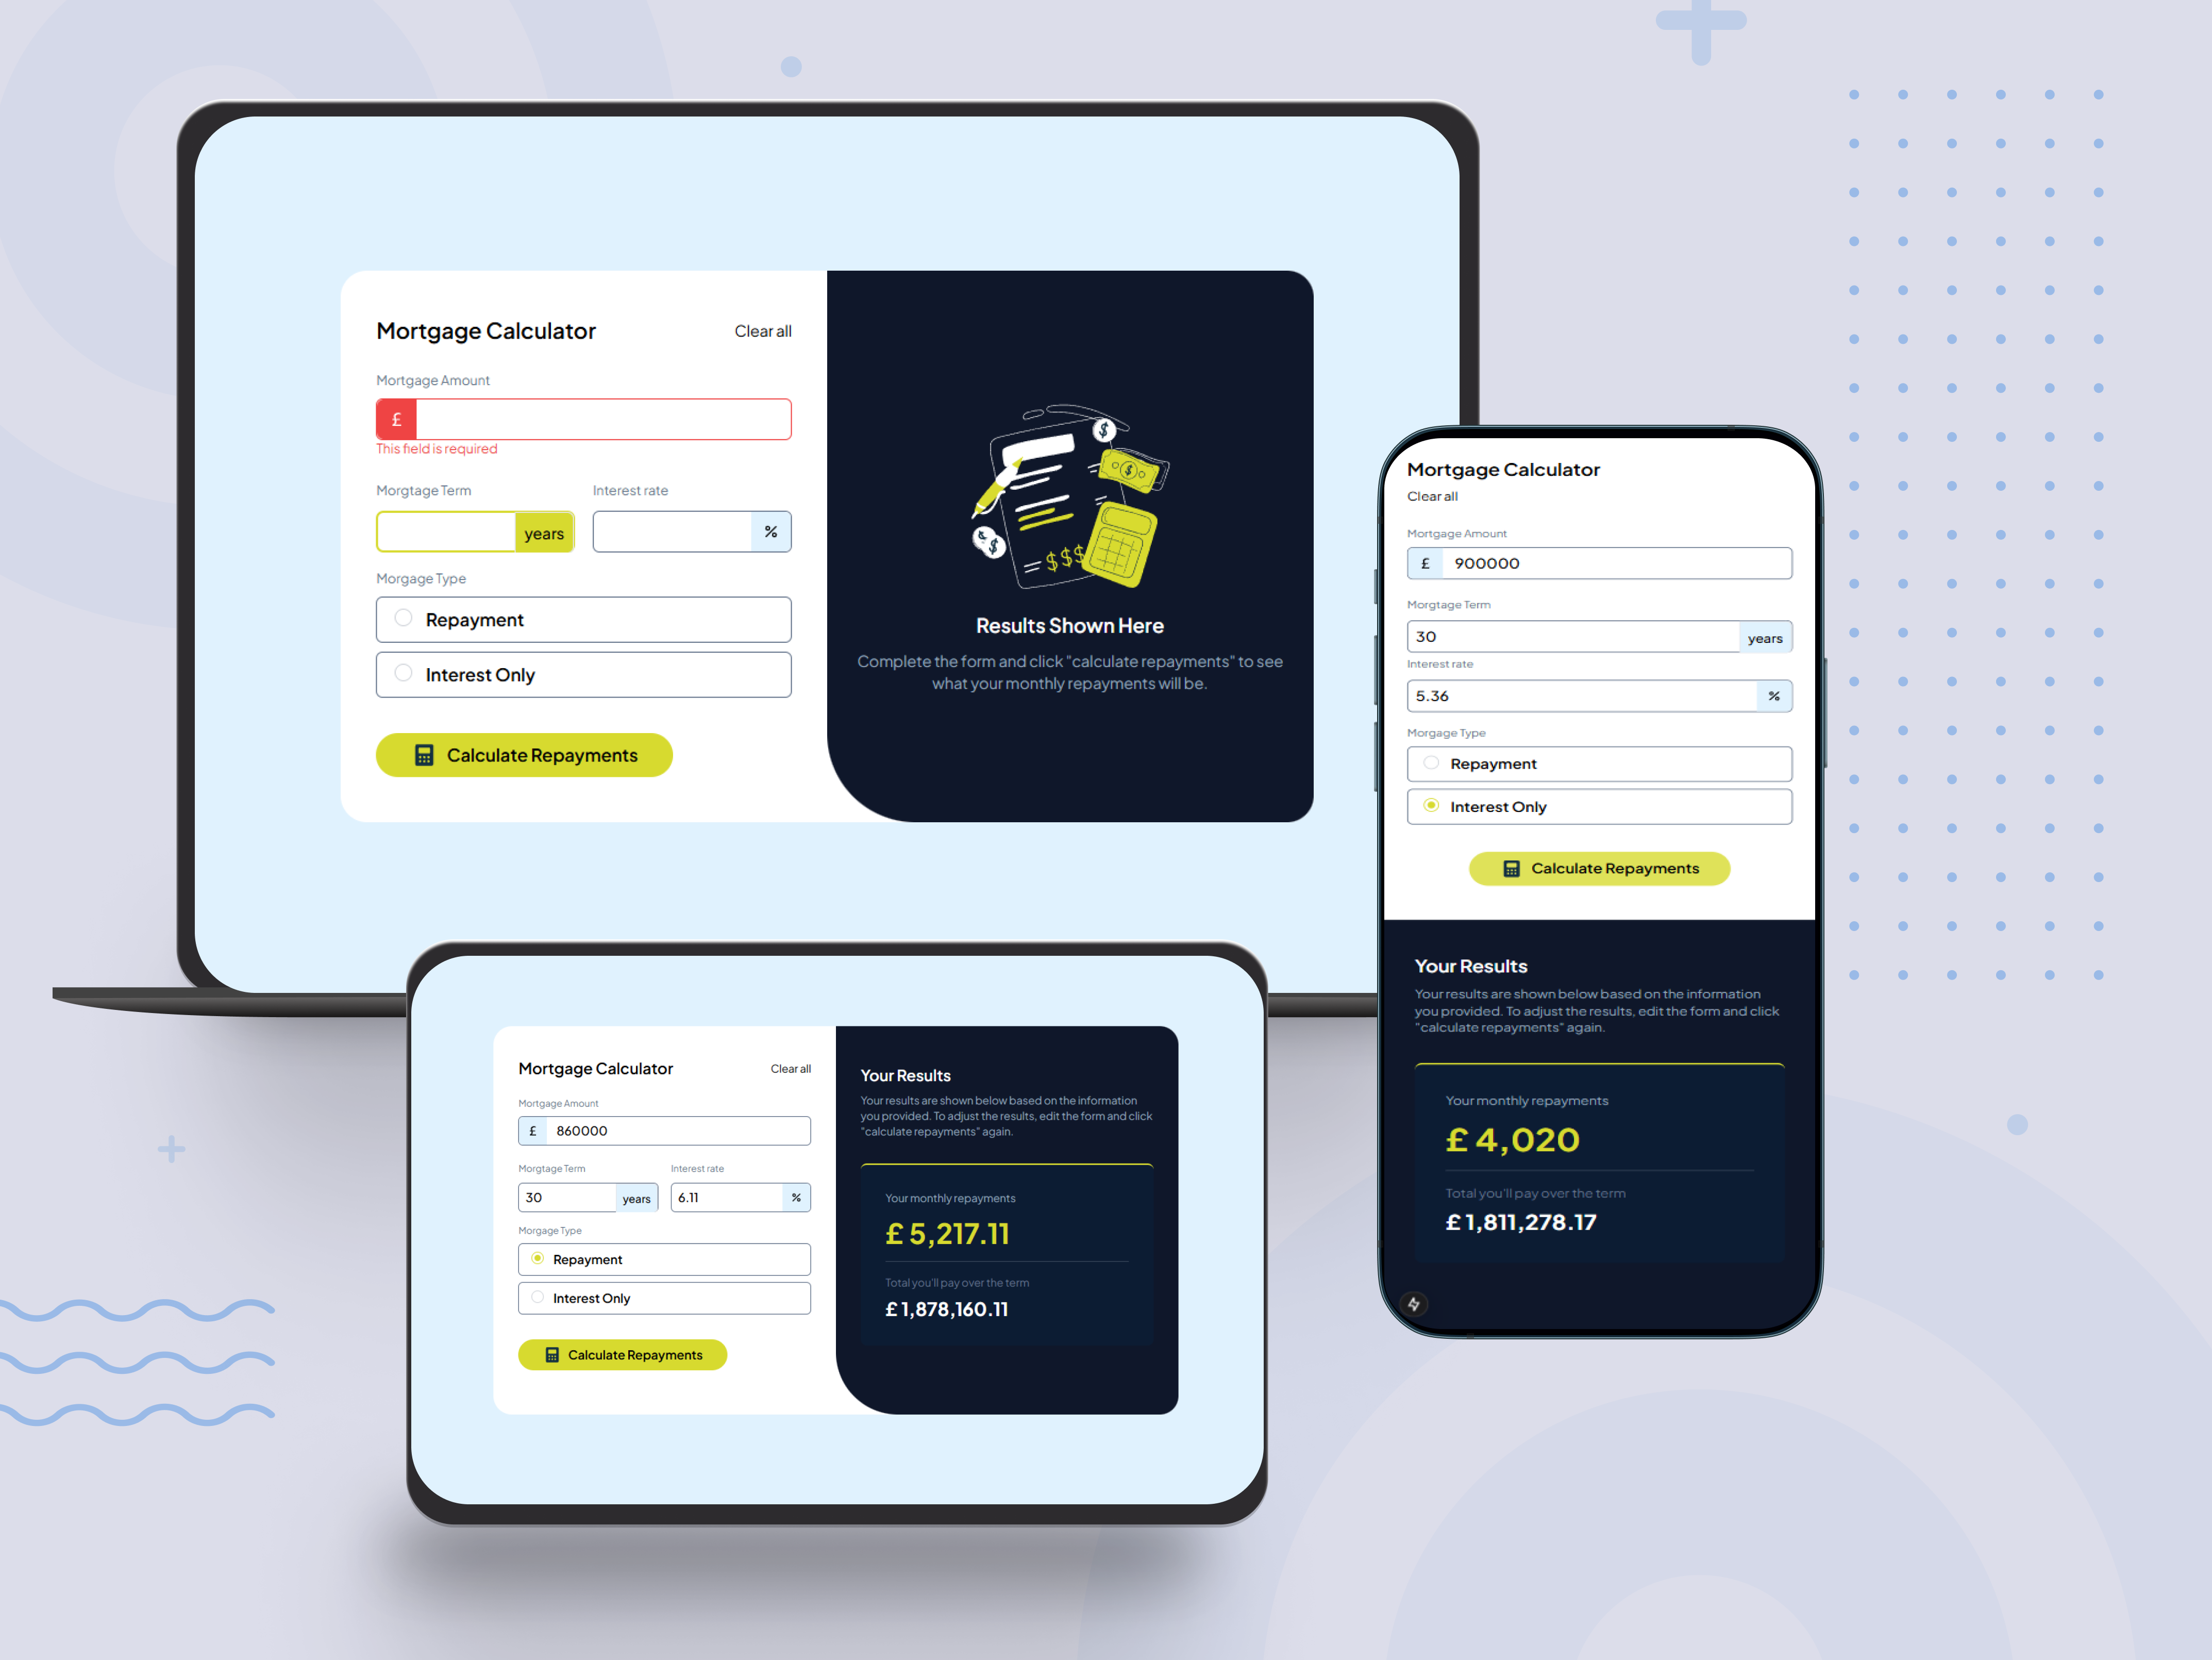 Mortgage Calculator
Clear all
Mortgage Amount
£
This field is required
Morgtage Term
Interest rate
years
%
Morgage Type
Repayment
Interest Only
Calculate Repayments
$
$
$
$$$
Results Shown Here
Complete the form and click "calculate repayments" to see
what your monthly repayments will be.
Mortgage Calculator
Clear all
Mortgage Amount
£ 900000
Morgtage Term
30 years
Interest rate
5.36 %
Morgage Type
Repayment
Interest Only
Calculate Repayments
Your Results
Your results are shown below based on the information
you provided. To adjust the results, edit the form and click
"calculate repayments" again.
Your monthly repayments
£ 4,020
Total you'll pay over the term
£ 1,811,278.17
Mortgage Calculator
Clear all
Mortgage Amount
£ 860000
Morgtage Term
Interest rate
30 years
6.11 %
Morgage Type
Repayment
Interest Only
Calculate Repayments
Your Results
Your results are shown below based on the information
you provided. To adjust the results, edit the form and click
"calculate repayments" again.
Your monthly repayments
£ 5,217.11
Total you'll pay over the term
£ 1,878,160.11